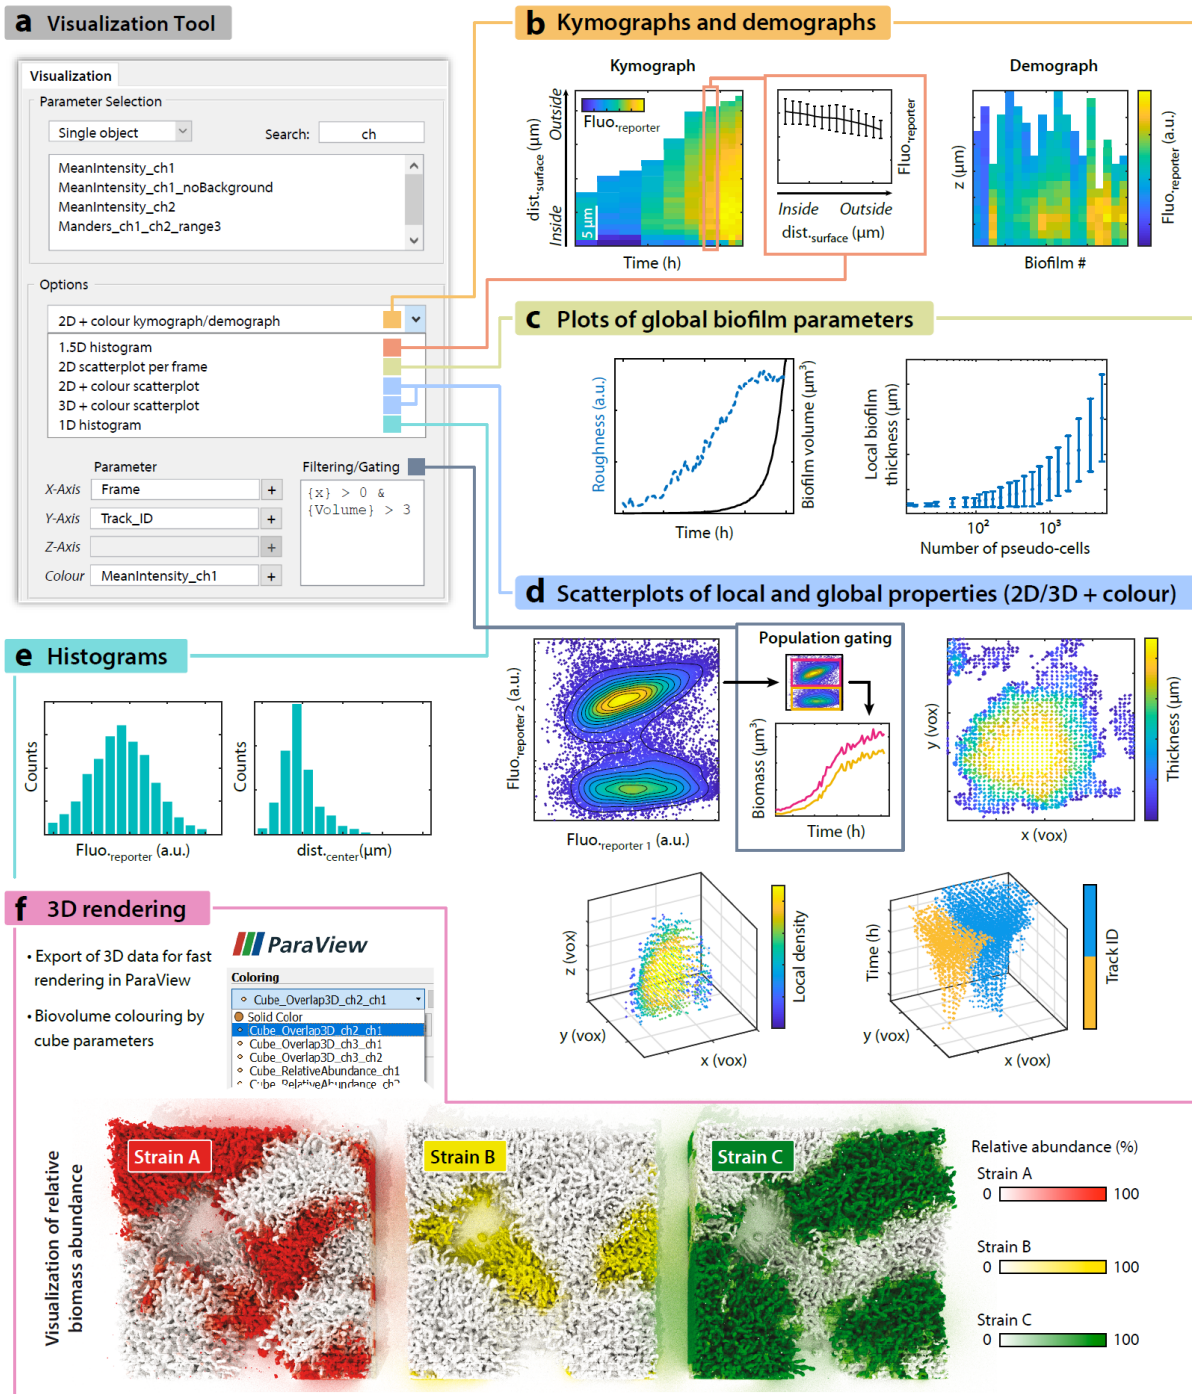 a Visualization Tool
Visualization
Parameter Selection
Single object
Search:
ch
MeanIntensity_ch1
MeanIntensity_ch1_noBackground
MeanIntensity_ch2
Manders_ch1_ch2_range3
Options
2D + colour kymograph/demograph
1.5D histogram
2D scatterplot per frame
2D + colour scatterplot
3D + colour scatterplot
1D histogram
Parameter
Filtering/Gating
X-Axis Frame +
Y-Axis Track_ID +
Z-Axis +
Colour MeanIntensity_ch1 +
{x} > 0 &
{Volume} > 3
b Kymographs and demographs
Kymograph
Fluo.reporter
dist.surface (µm)
Inside
Outside
5 µm
Time (h)
Fluo.reporter
Inside Outside
dist.surface (µm)
Demograph
z (µm)
Biofilm #
Fluo.reporter (a.u.)
c Plots of global biofilm parameters
Roughness (a.u.)
Biofilm volume (µm³)
Time (h)
Local biofilm
thickness (µm)
10² 10³
Number of pseudo-cells
d Scatterplots of local and global properties (2D/3D + colour)
Fluo.reporter 2 (a.u.)
Fluo.reporter 1 (a.u.)
Population gating
Biomass (µm³)
Time (h)
y (vox)
x (vox)
Thickness (µm)
z (vox)
y (vox)
x (vox)
Local density
Time (h)
y (vox)
x (vox)
Track ID
e Histograms
Counts
Fluo.reporter (a.u.)
Counts
dist.center(µm)
f 3D rendering
• Export of 3D data for fast
rendering in ParaView
• Biovolume colouring by
cube parameters
ParaView
Coloring
Cube_Overlap3D_ch2_ch1
Solid Color
Cube_Overlap3D_ch2_ch1
Cube_Overlap3D_ch3_ch1
Cube_Overlap3D_ch3_ch2
Cube_RelativeAbundance_ch1
Cube_RelativeAbundance_ch2
Visualization of relative
biomass abundance
Strain A
Strain B
Strain C
Relative abundance (%)
Strain A
0 100
Strain B
0 100
Strain C
0 100